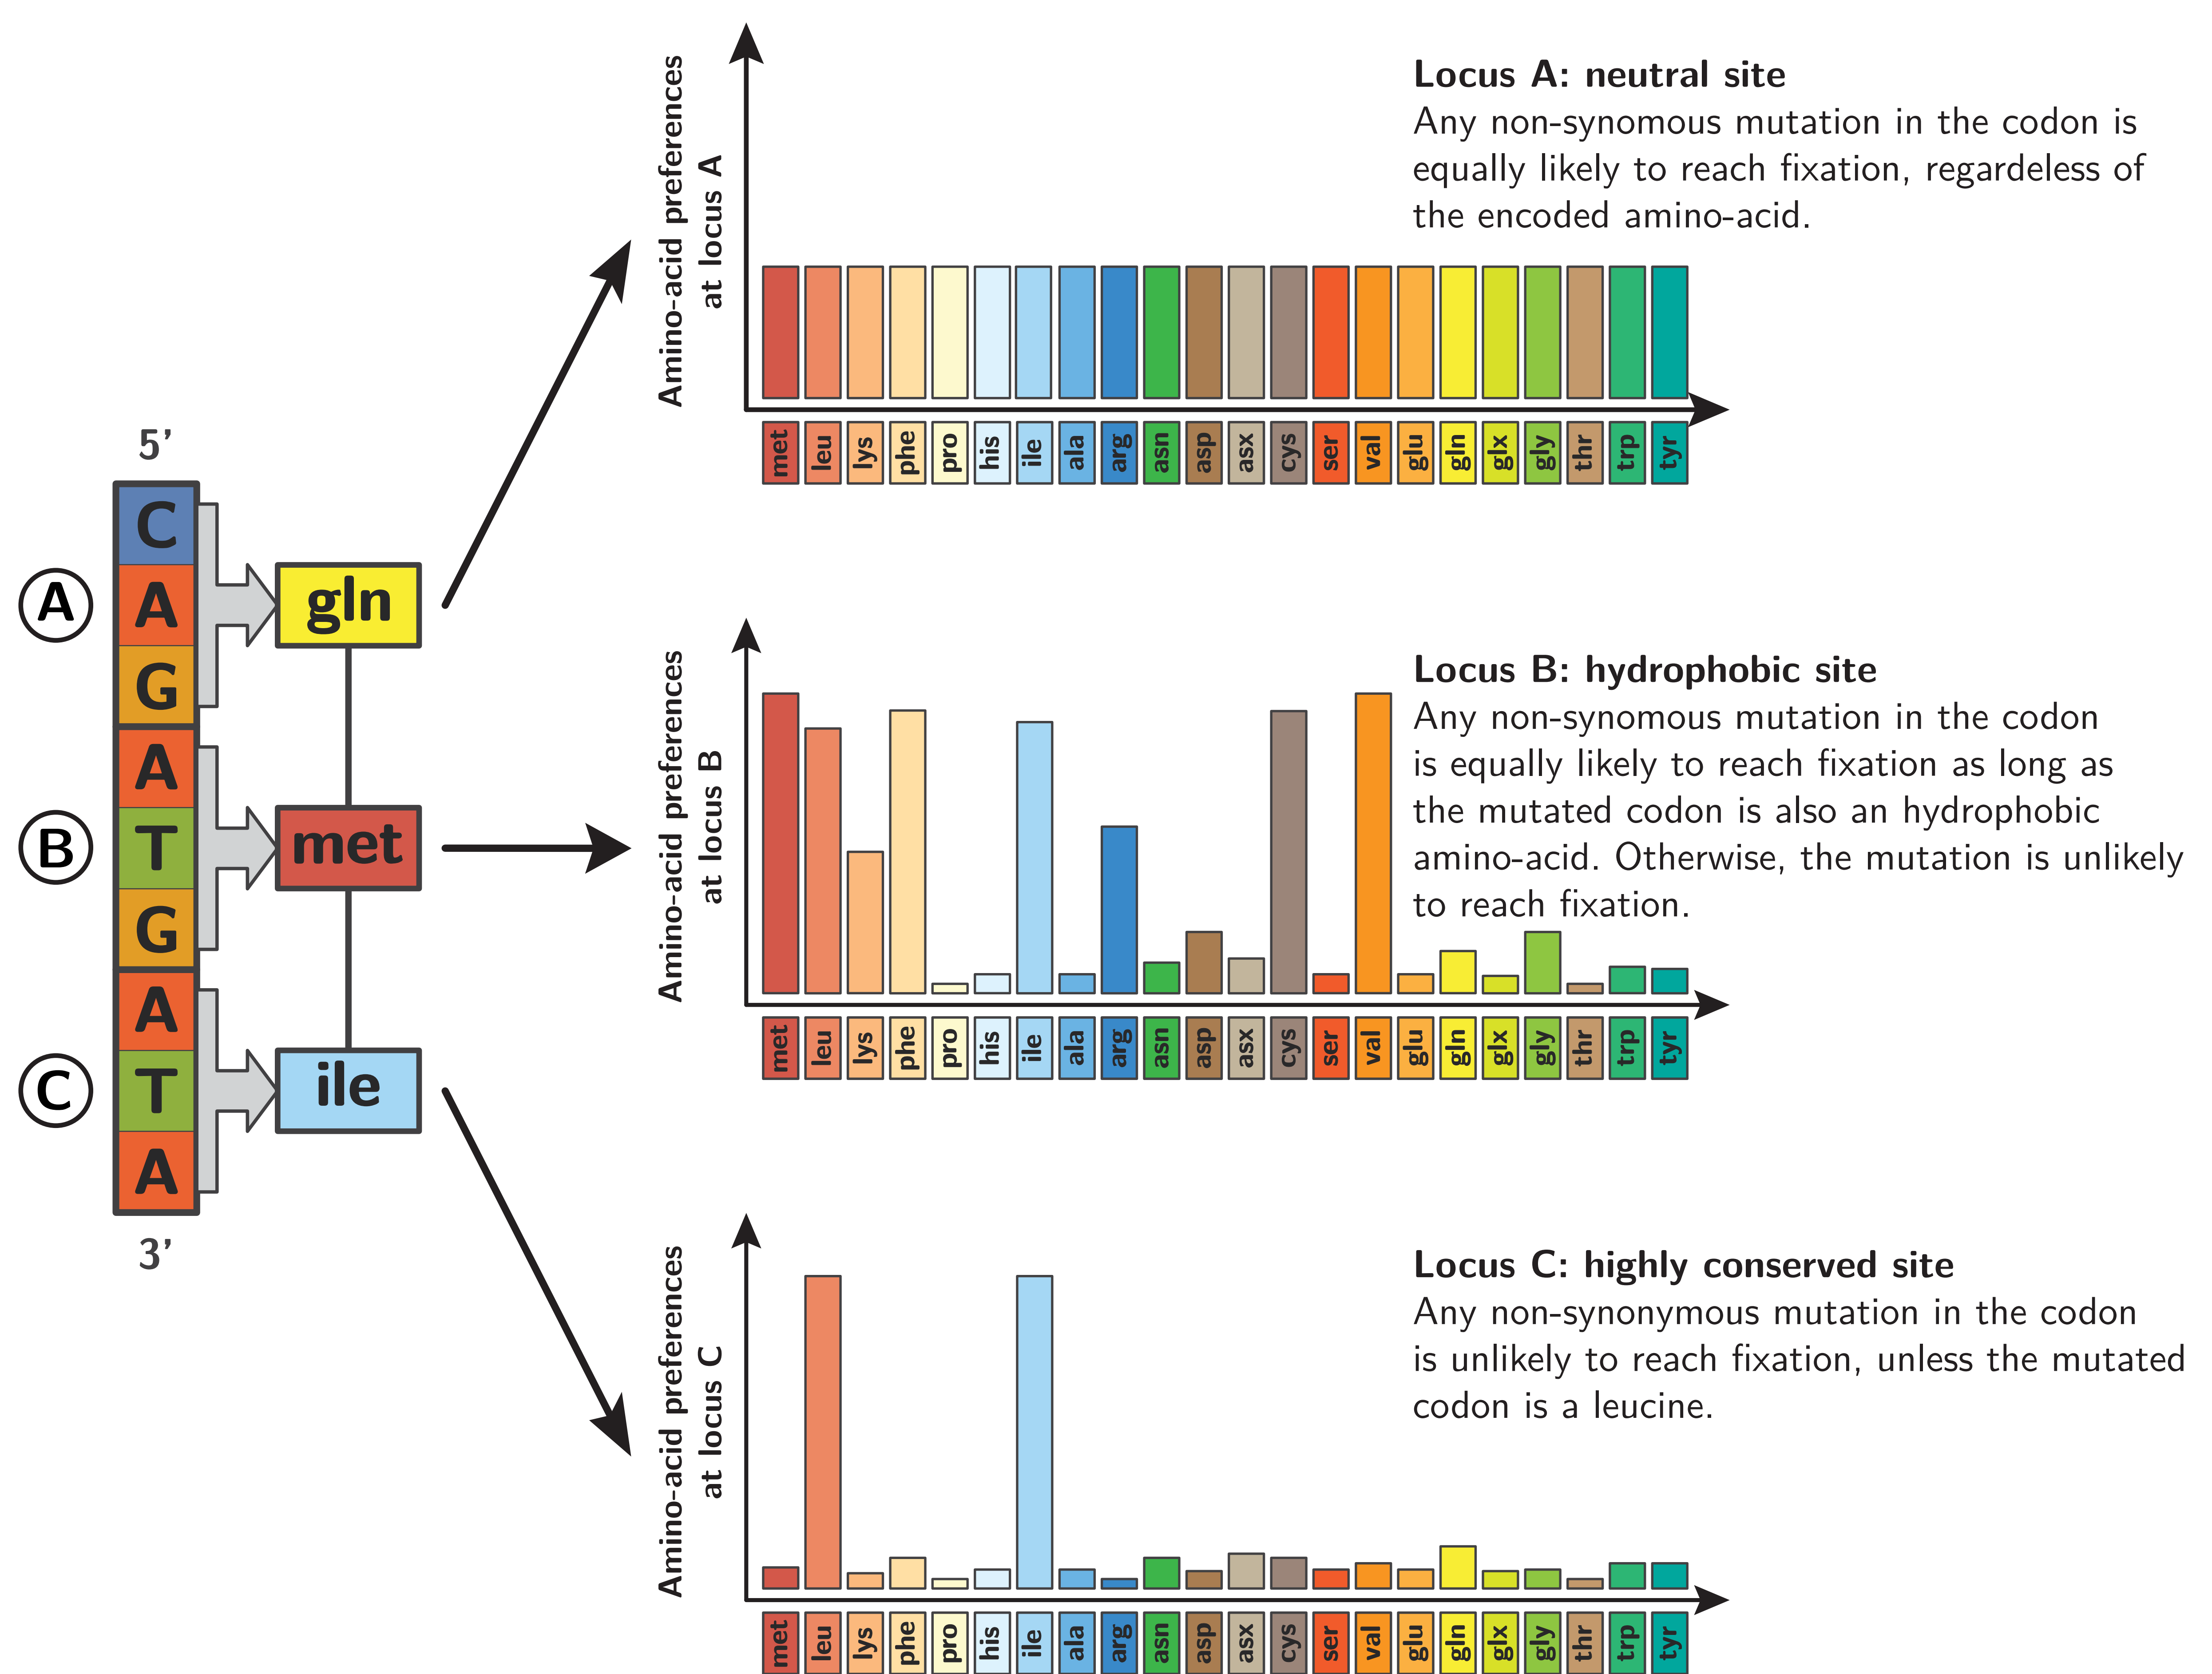 5’
C
A
G
A
T
G
A
T
A
3’
A
B
C
gln
met
ile
Amino-acid preferences
at locus A
met leu lys phe pro his ile ala arg asn asp asx cys ser val glu gln glx gly thr trp tyr
Locus A: neutral site
Any non-synomous mutation in the codon is
equally likely to reach fixation, regardeless of
the encoded amino-acid.
Amino-acid preferences
at locus B
met leu lys phe pro his ile ala arg asn asp asx cys ser val glu gln glx gly thr trp tyr
Locus B: hydrophobic site
Any non-synomous mutation in the codon
is equally likely to reach fixation as long as
the mutated codon is also an hydrophobic
amino-acid. Otherwise, the mutation is unlikely
to reach fixation.
Amino-acid preferences
at locus C
met leu lys phe pro his ile ala arg asn asp asx cys ser val glu gln glx gly thr trp tyr
Locus C: highly conserved site
Any non-synonymous mutation in the codon
is unlikely to reach fixation, unless the mutated
codon is a leucine.